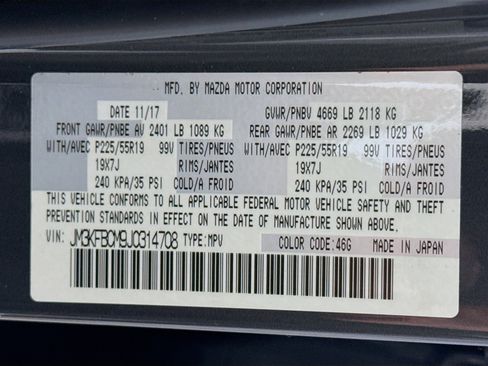 MFD. BY MAZDA MOTOR CORPORATION
DATE 11/17 GVWR/PNBV 4669 LB 2118 KG
FRONT GAWR/PNBE AV 2401 LB 1089 KG REAR GAWR/PNBE AR 2269 LB 1029 KG
WITH/AVEC P225/55R19 99V TIRES/PNEUS WITH/AVEC P225/55R19 99V TIRES/PNEUS
19X7J RIMS/JANTES 19X7J RIMS/JANTES
240 KPA/35 PSI COLD/A FROID 240 KPA/35 PSI COLD/A FROID
THIS VEHICLE CONFORMS TO ALL APPLICABLE FEDERAL MOTOR VEHICLE SAFETY AND THEFT
PREVENTION STANDARDS IN EFFECT ON THE DATE OF MANUFACTURE SHOWN ABOVE.
VIN: JM3KFBCM9J0314708 TYPE:MPV COLOR CODE:46G MADE IN JAPAN